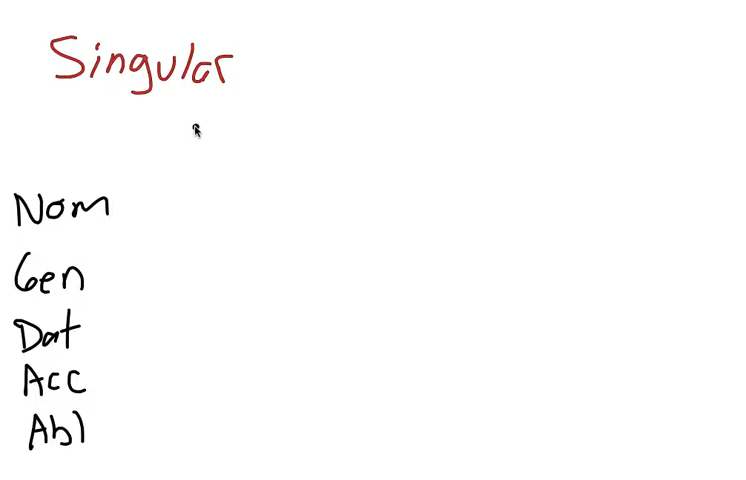 Singular
Nom
Gen
Dat
Acc
Abl